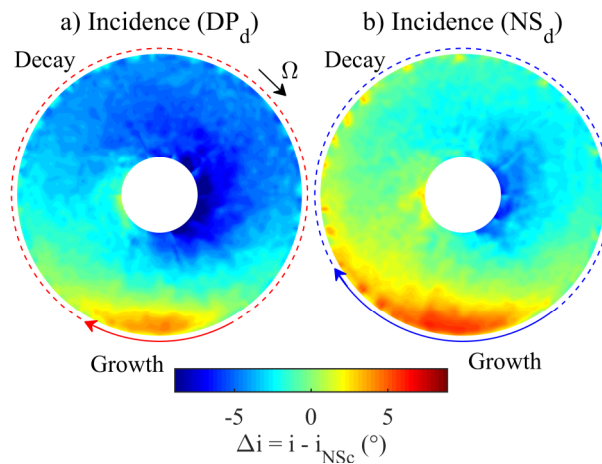 a) Incidence (DP_d)
b) Incidence (NS_d)
Decay
Ω
Decay
Growth
Growth
-5 0 5
Δi = i - i_NSc (°)